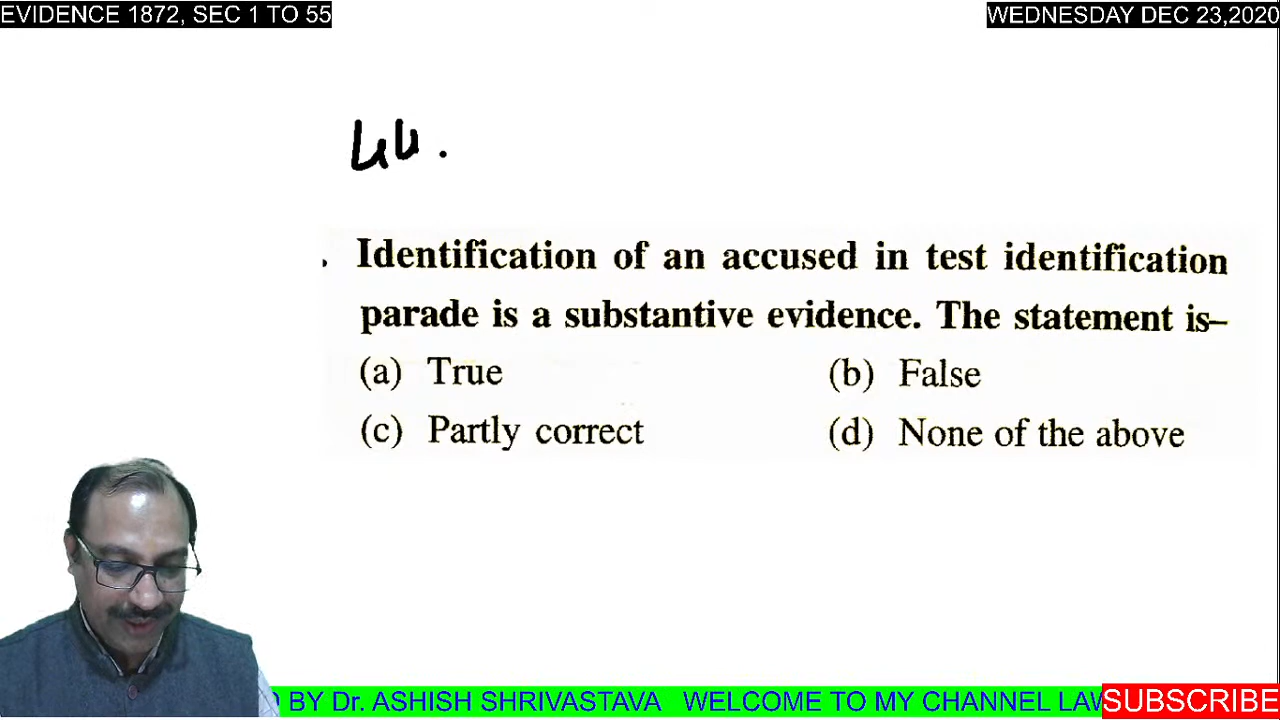 EVIDENCE 1872, SEC 1 TO 55
WEDNESDAY DEC 23,2020
44.
. Identification of an accused in test identification
parade is a substantive evidence. The statement is–
(a) True
(b) False
(c) Partly correct
(d) None of the above
BY Dr. ASHISH SHRIVASTAVA WELCOME TO MY CHANNEL LAW
SUBSCRIBE